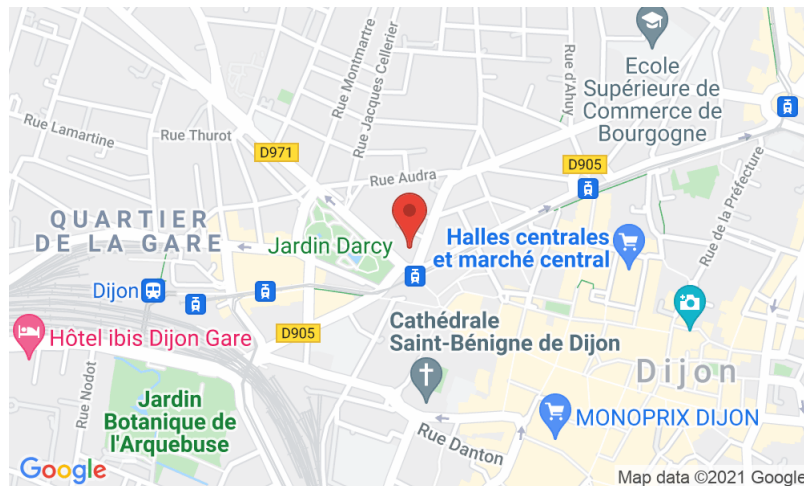 Rue Montmartre
Rue Jacques Cellerier
Rue d'Ahuy
Ecole
Supérieure de
Commerce de
Bourgogne
Rue Lamartine
Rue Thurot
D971
Rue Audra
D905
Rue de la Préfecture
QUARTIER
DE LA GARE
Jardin Darcy
Halles centrales
et marché central
Dijon
Hôtel ibis Dijon Gare
D905
Cathédrale
Saint-Bénigne de Dijon
Dijon
Rue Nodot
Jardin
Botanique de
l'Arquebuse
MONOPRIX DIJON
Rue Danton
Google
Map data ©2021 Google